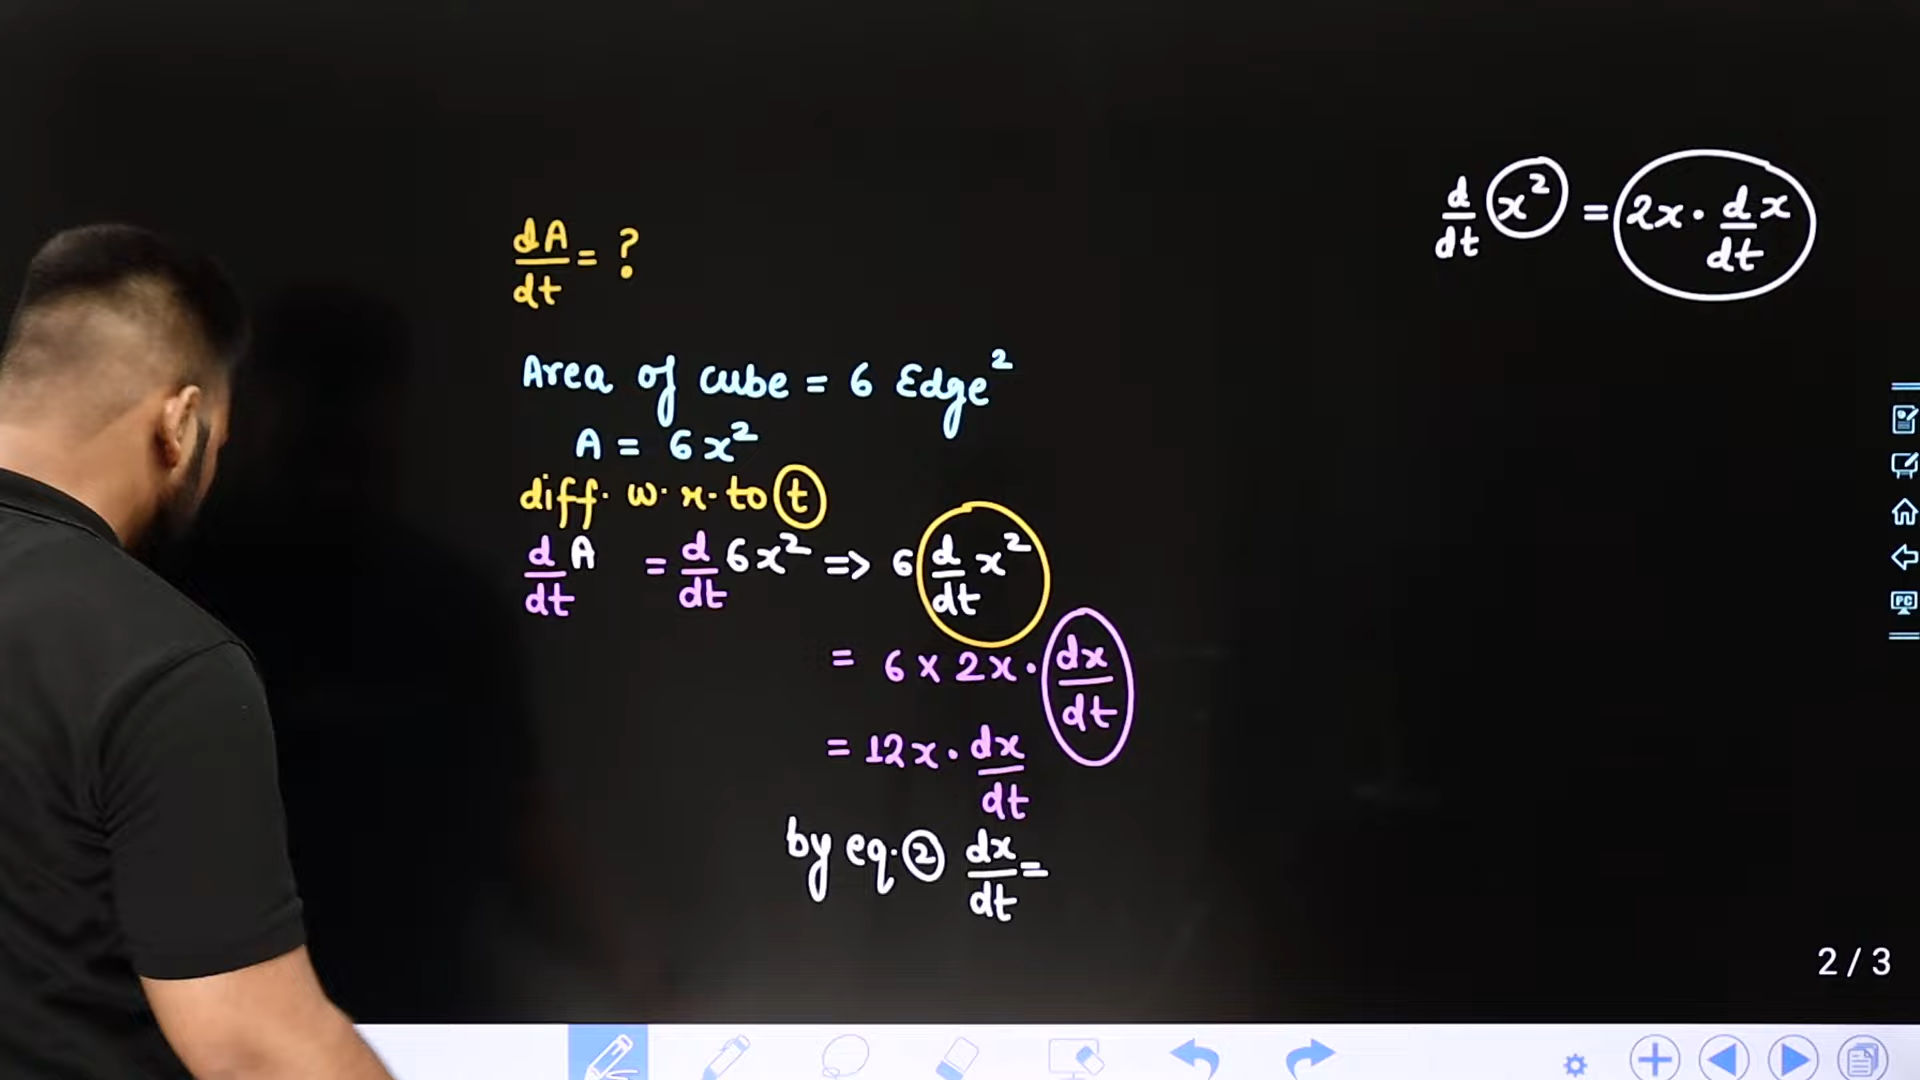 d/dt x² = 2x · dx/dt
dA/dt = ?
Area of cube = 6 Edge²
A = 6x²
diff. w. r. to t
d/dt A = d/dt 6x² => 6 d/dt x²
= 6 × 2x · dx/dt
= 12x · dx/dt
by eq. ② dx/dt =
2 / 3
PC